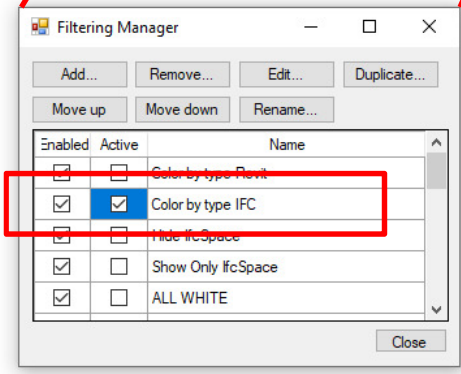 Filtering Manager
Add... Remove... Edit... Duplicate...
Move up Move down Rename...
Enabled Active Name
Color by type Revit
Color by type IFC
Hide IfcSpace
Show Only IfcSpace
ALL WHITE
Close